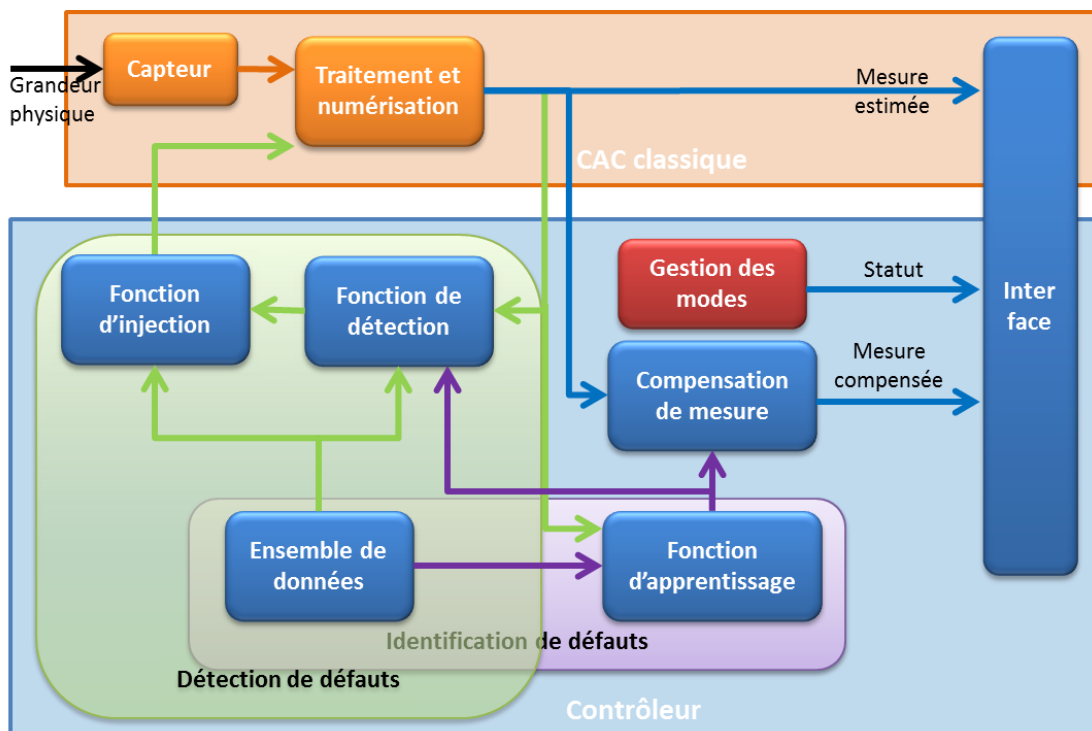 Capteur
Grandeur
physique
Traitement et
numérisation
Mesure
estimée
CAC classique
Fonction
d'injection
Fonction de
détection
Gestion des
modes
Statut
Inter
face
Compensation
de mesure
Mesure
compensée
Ensemble de
données
Fonction
d'apprentissage
Identification de défauts
Détection de défauts
Contrôleur